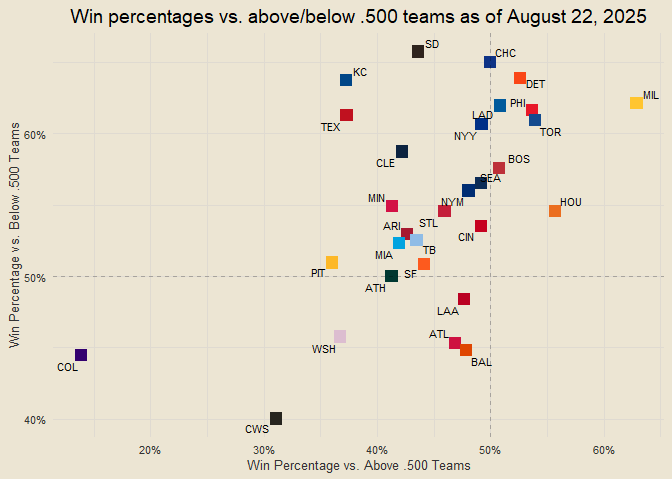 Win percentages vs. above/below .500 teams as of August 22, 2025
SD
CHC
KC
DET
MIL
PHI
LAD
TEX
NYY
TOR
60%
CLE
BOS
SEA
MIN
NYM
HOU
ARI
STL
CIN
MIA
TB
PIT
SF
50%
ATH
LAA
WSH
ATL
BAL
COL
CWS
40%
20%
30%
40%
50%
60%
Win Percentage vs. Above .500 Teams
Win Percentage vs. Below .500 Teams